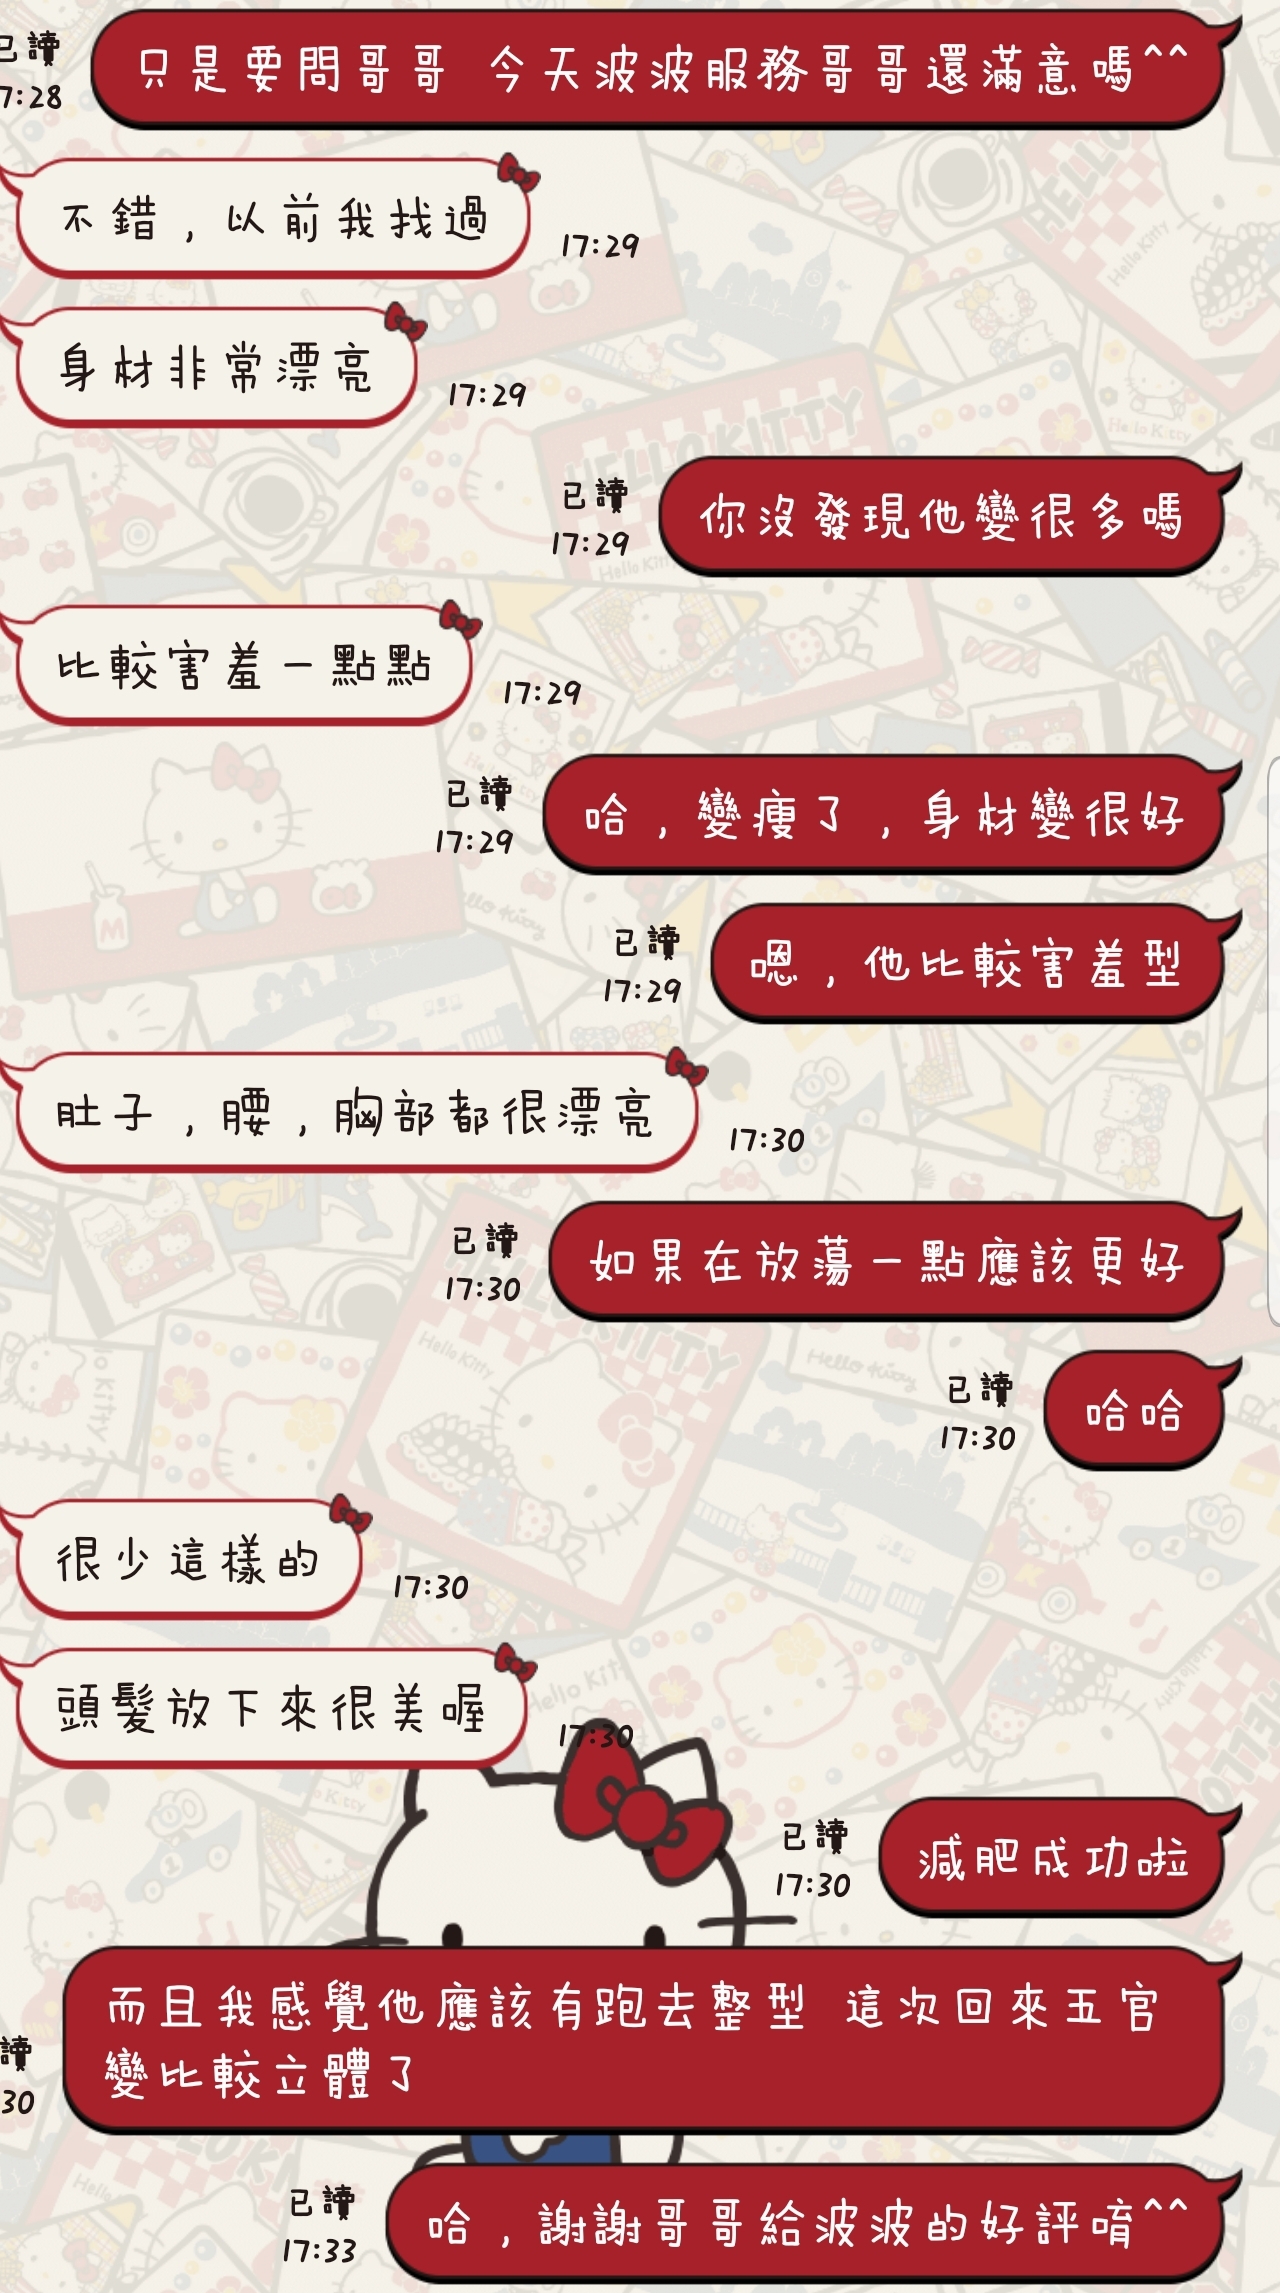 只是要問哥哥 今天波波服務哥哥還滿意嗎^^
已讀
7:28
不錯，以前我找過
17:29
身材非常漂亮
17:29
你沒發現他變很多嗎
已讀
17:29
比較害羞一點點
17:29
哈，變瘦了，身材變很好
已讀
17:29
嗯，他比較害羞型
已讀
17:29
肚子，腰，胸部都很漂亮
17:30
如果在放蕩一點應該更好
已讀
17:30
哈哈
已讀
17:30
很少這樣的
17:30
頭髮放下來很美喔
17:30
減肥成功啦
已讀
17:30
而且我感覺他應該有跑去整型 這次回來五官
變比較立體了
讀
30
哈，謝謝哥哥給波波的好評唷^^
已讀
17:33